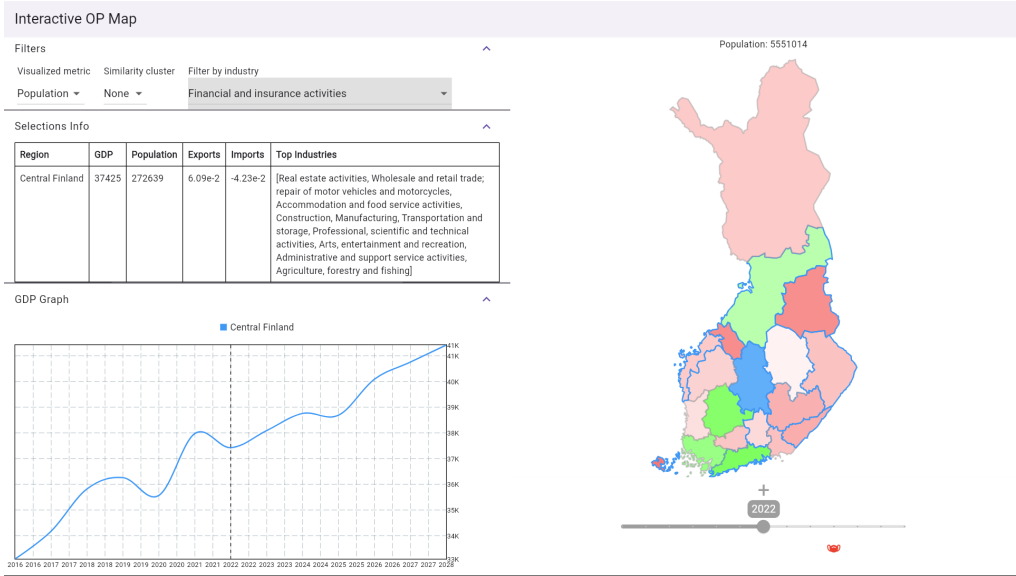 Interactive OP Map
Filters
Visualized metric Similarity cluster Filter by industry
Population None Financial and insurance activities
Selections Info
Region GDP Population Exports Imports Top Industries
Central Finland 37425 272639 6.09e-2 -4.23e-2 [Real estate activities, Wholesale and retail trade;
repair of motor vehicles and motorcycles,
Accommodation and food service activities,
Construction, Manufacturing, Transportation and
storage, Professional, scientific and technical
activities, Arts, entertainment and recreation,
Administrative and support service activities,
Agriculture, forestry and fishing]
GDP Graph
Central Finland
41K
41K
40K
39K
38K
37K
36K
35K
34K
33K
2016 2016 2017 2017 2018 2018 2019 2019 2020 2020 2021 2021 2022 2022 2023 2023 2024 2024 2025 2025 2026 2026 2027 2027 2028
Population: 5551014
2022